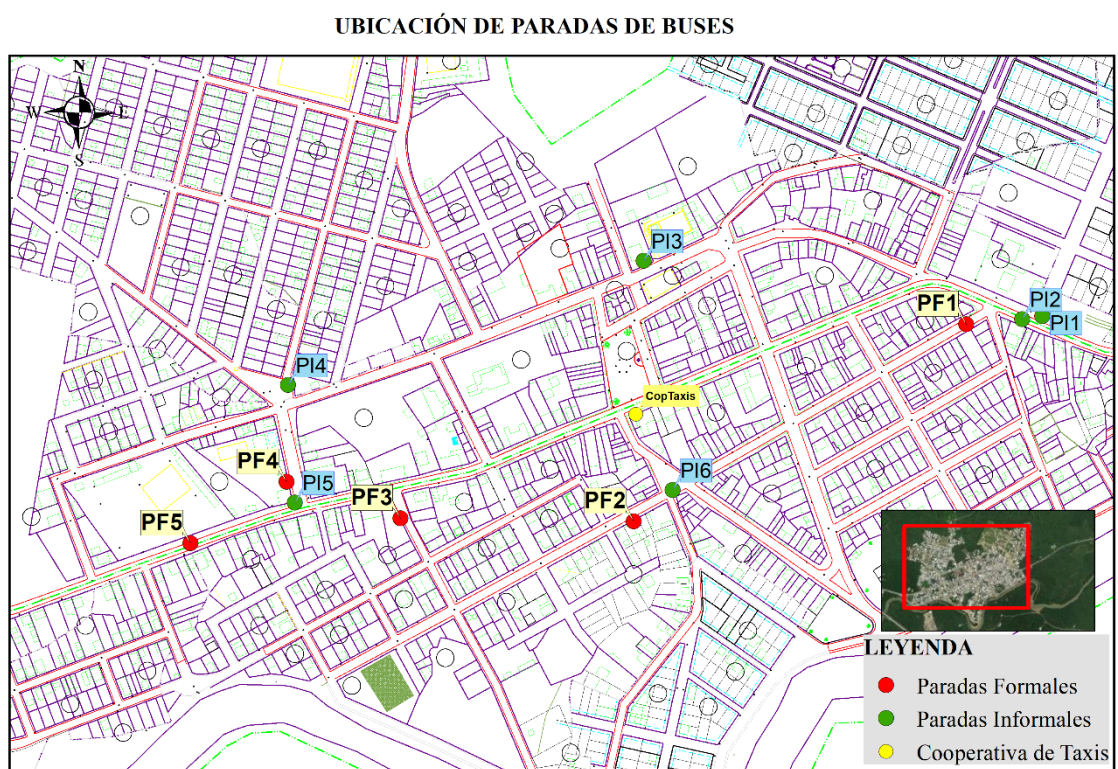 UBICACIÓN DE PARADAS DE BUSES
N
W E
S
PI3
PF1
PI2
PI1
PI4
CopTaxis
PF4
PI5
PF3
PI6
PF2
PF5
LEYENDA
Paradas Formales
Paradas Informales
Cooperativa de Taxis